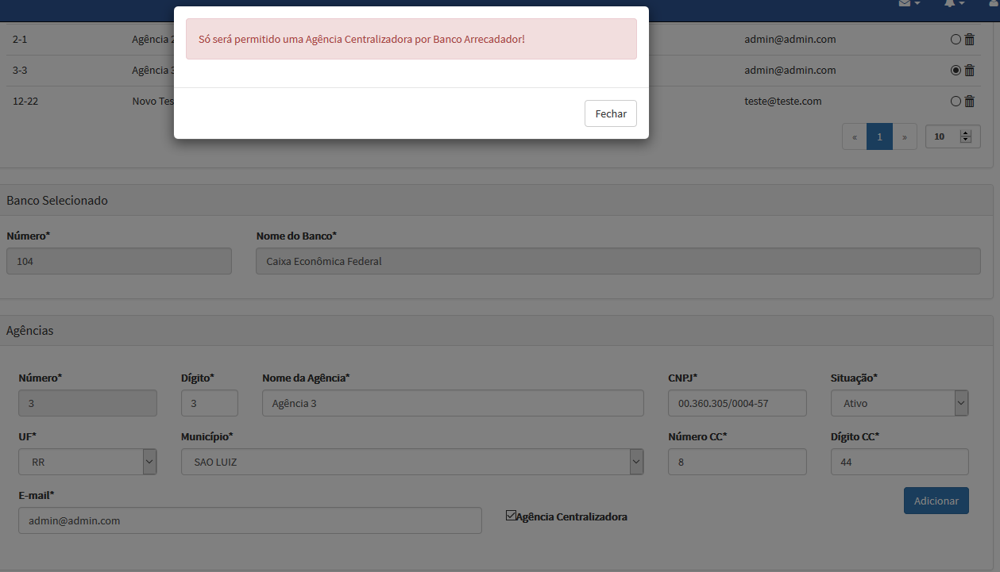 Só será permitido uma Agência Centralizadora por Banco Arrecadador!
Fechar
2-1 Agência 2 admin@admin.com
3-3 Agência 3 admin@admin.com
12-22 Novo Tes teste@teste.com
« 1 » 10
Banco Selecionado
Número* Nome do Banco*
104 Caixa Econômica Federal
Agências
Número* Dígito* Nome da Agência* CNPJ* Situação*
3 3 Agência 3 00.360.305/0004-57 Ativo
UF* Município* Número CC* Dígito CC*
RR SAO LUIZ 8 44
E-mail*
admin@admin.com
Agência Centralizadora
Adicionar